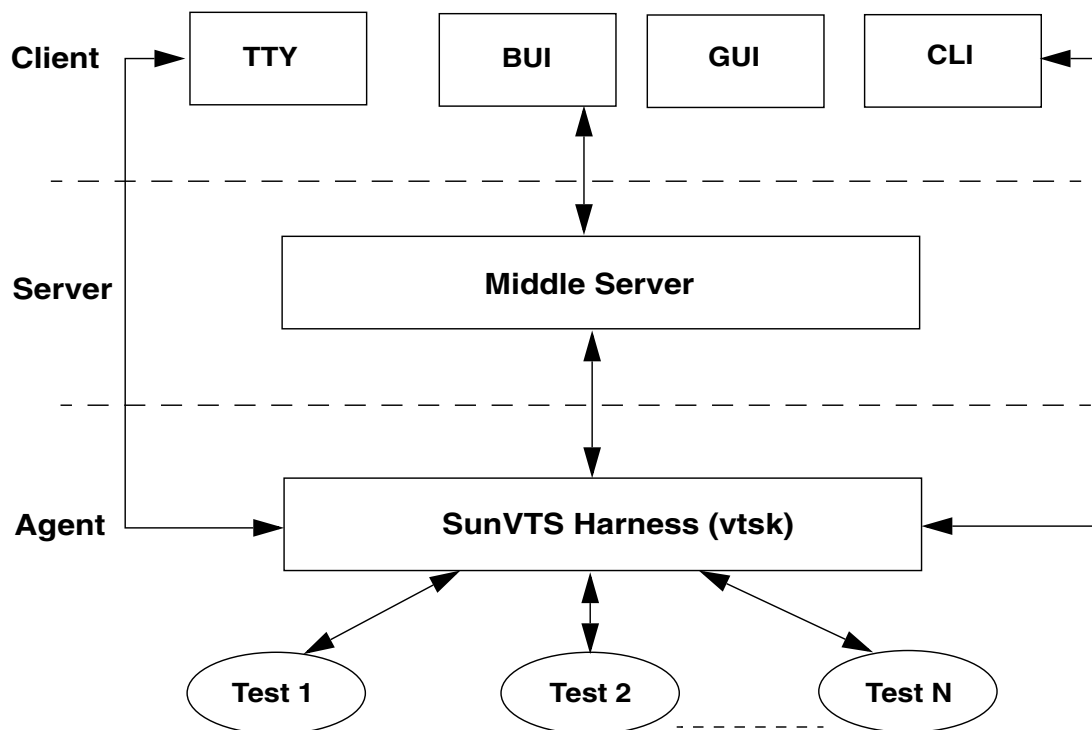 Client
TTY
BUI
GUI
CLI
Server
Middle Server
Agent
SunVTS Harness (vtsk)
Test 1
Test 2
Test N